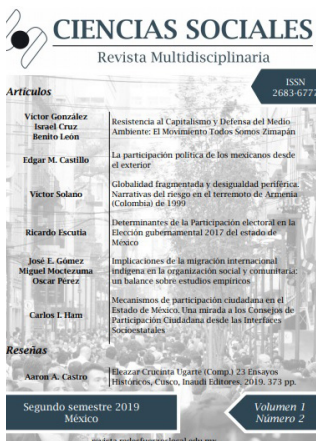 CIENCIAS SOCIALES
Revista Multidisciplinaria
ISSN
2683-6777
Artículos
Víctor González
Israel Cruz
Benito León
Resistencia al Capitalismo y Defensa del Medio
Ambiente: El Movimiento Todos Somos Zimapán
Edgar M. Castillo
La participación política de los mexicanos desde
el exterior
Víctor Solano
Globalidad fragmentada y desigualdad periférica.
Narrativas del riesgo en el terremoto de Armenia
(Colombia) de 1999
Ricardo Escutia
Determinantes de la Participación electoral en la
Elección gubernamental 2017 del estado de
México
José E. Gómez
Miguel Moctezuma
Oscar Pérez
Implicaciones de la migración internacional
indígena en la organización social y comunitaria:
un balance sobre estudios empíricos
Carlos I. Ham
Mecanismos de participación ciudadana en el
Estado de México. Una mirada a los Consejos de
Participación Ciudadana desde las Interfaces
Socioestatales
Reseñas
Aaron A. Castro
Eleazar Crucinta Ugarte (Comp.) 23 Ensayos
Históricos, Cusco, Inaudi Editores, 2019. 373 pp.
Segundo semestre 2019
México
Volumen 1
Número 2